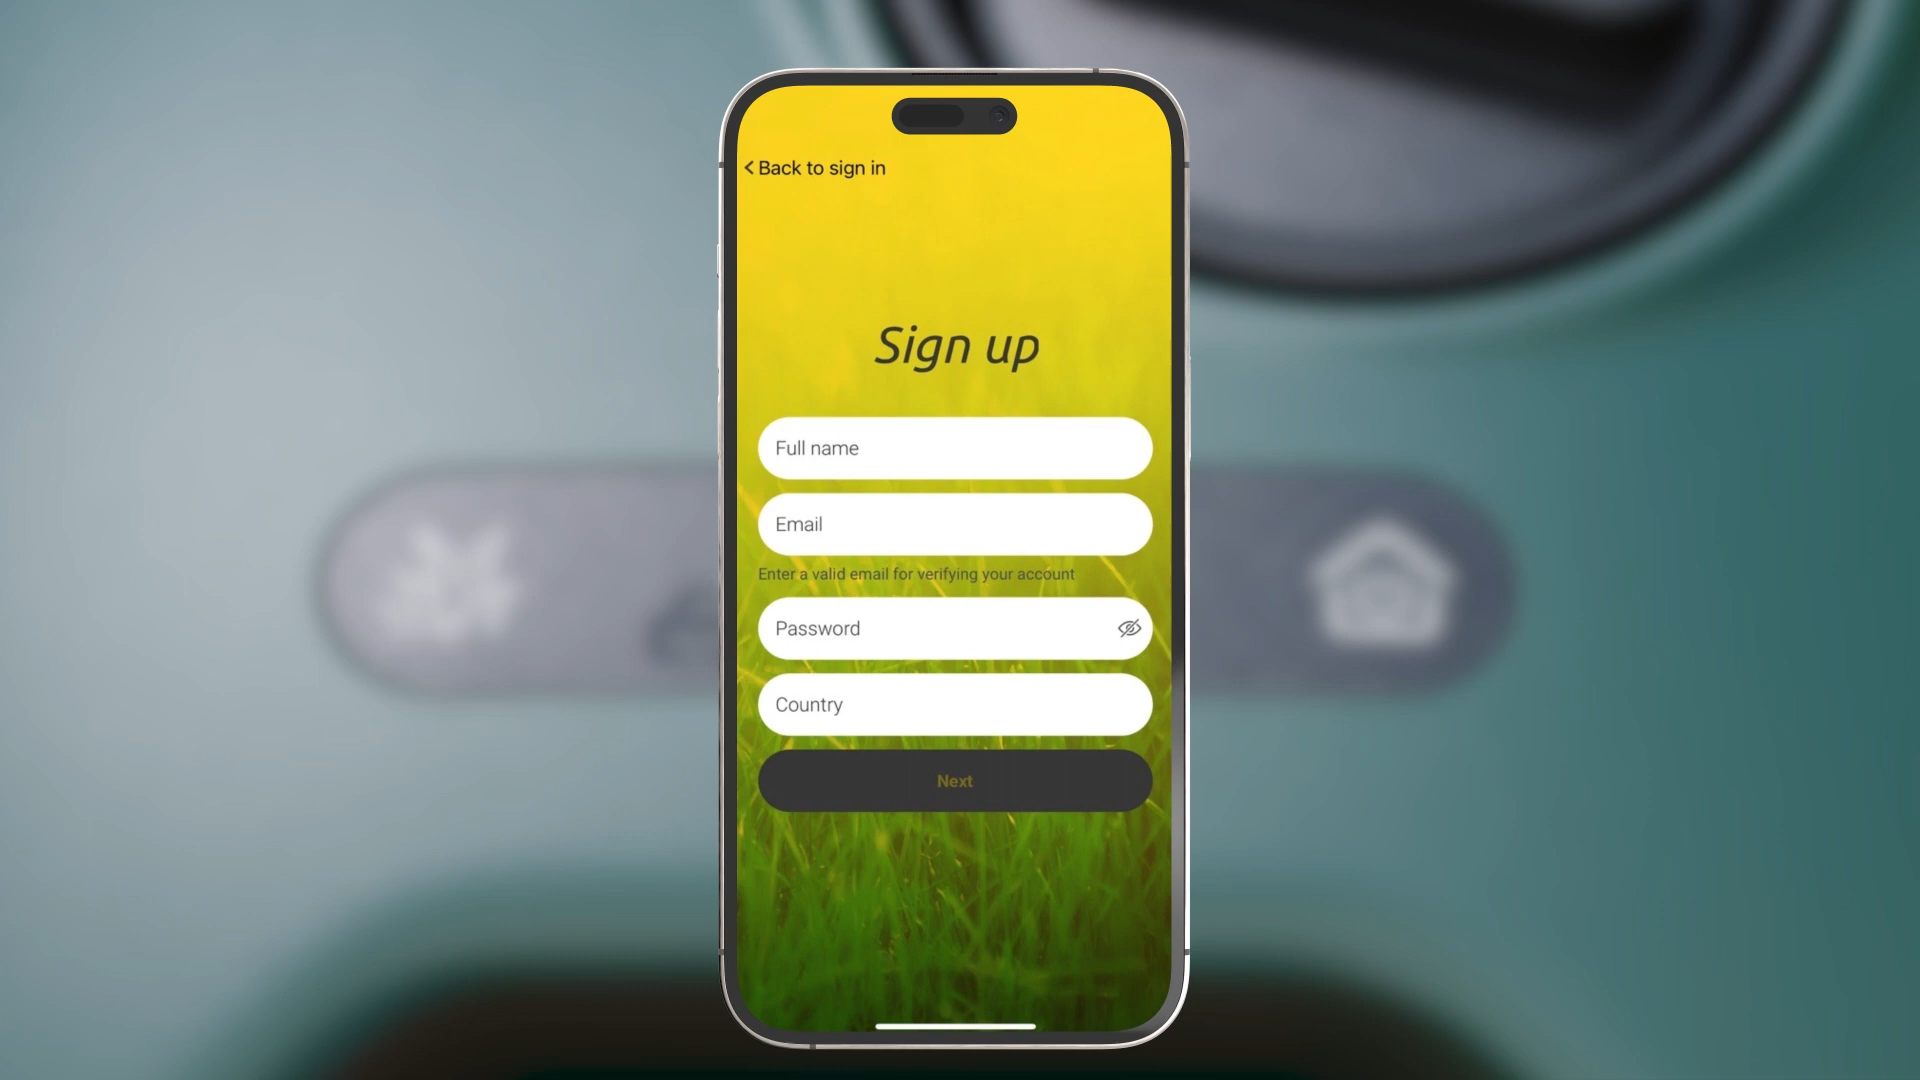 Back to sign in
Sign up
Full name
Email
Enter a valid email for verifying your account
Password
Country
Next